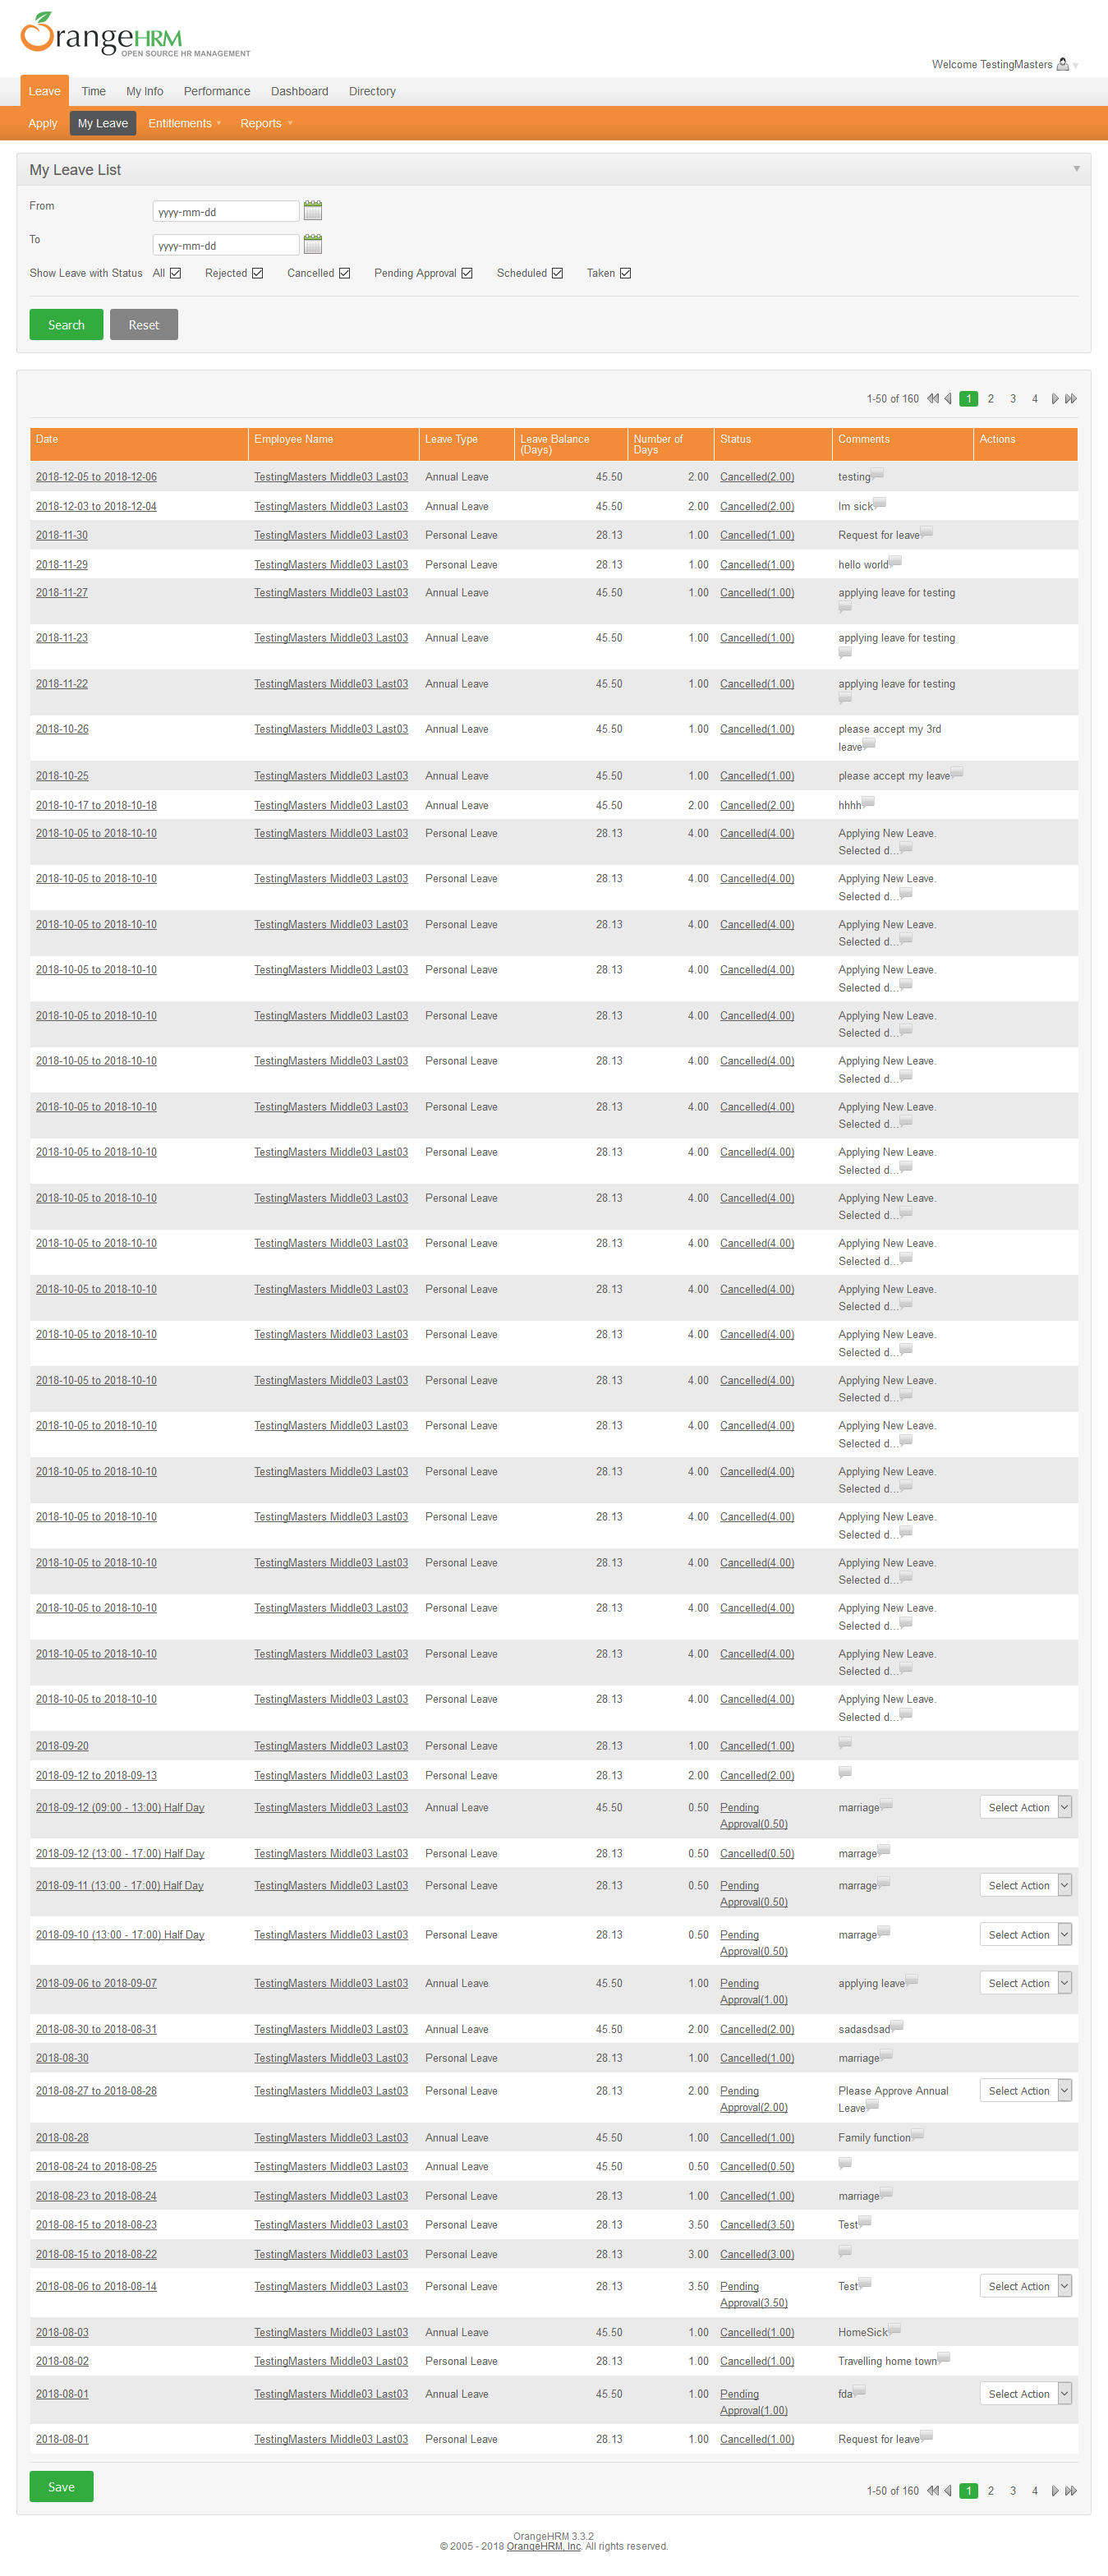 OrangeHRM
OPEN SOURCE HR MANAGEMENT
Welcome TestingMasters
Leave Time My Info Performance Dashboard Directory
Apply My Leave Entitlements Reports
My Leave List
From yyyy-mm-dd
To yyyy-mm-dd
Show Leave with Status All Rejected Cancelled Pending Approval Scheduled Taken
Search Reset
1-50 of 160 1 2 3 4
Date Employee Name Leave Type Leave Balance (Days) Number of Days Status Comments Actions
2018-12-05 to 2018-12-06 TestingMasters Middle03 Last03 Annual Leave 45.50 2.00 Cancelled(2.00) testing
2018-12-03 to 2018-12-04 TestingMasters Middle03 Last03 Annual Leave 45.50 2.00 Cancelled(2.00) Im sick
2018-11-30 TestingMasters Middle03 Last03 Personal Leave 28.13 1.00 Cancelled(1.00) Request for leave
2018-11-29 TestingMasters Middle03 Last03 Personal Leave 28.13 1.00 Cancelled(1.00) hello world
2018-11-27 TestingMasters Middle03 Last03 Annual Leave 45.50 1.00 Cancelled(1.00) applying leave for testing
2018-11-23 TestingMasters Middle03 Last03 Annual Leave 45.50 1.00 Cancelled(1.00) applying leave for testing
2018-11-22 TestingMasters Middle03 Last03 Annual Leave 45.50 1.00 Cancelled(1.00) applying leave for testing
2018-10-26 TestingMasters Middle03 Last03 Annual Leave 45.50 1.00 Cancelled(1.00) please accept my 3rd
leave
2018-10-25 TestingMasters Middle03 Last03 Annual Leave 45.50 1.00 Cancelled(1.00) please accept my leave
2018-10-17 to 2018-10-18 TestingMasters Middle03 Last03 Annual Leave 45.50 2.00 Cancelled(2.00) hhhh
2018-10-05 to 2018-10-10 TestingMasters Middle03 Last03 Personal Leave 28.13 4.00 Cancelled(4.00) Applying New Leave.
Selected d...
2018-10-05 to 2018-10-10 TestingMasters Middle03 Last03 Personal Leave 28.13 4.00 Cancelled(4.00) Applying New Leave.
Selected d...
2018-10-05 to 2018-10-10 TestingMasters Middle03 Last03 Personal Leave 28.13 4.00 Cancelled(4.00) Applying New Leave.
Selected d...
2018-10-05 to 2018-10-10 TestingMasters Middle03 Last03 Personal Leave 28.13 4.00 Cancelled(4.00) Applying New Leave.
Selected d...
2018-10-05 to 2018-10-10 TestingMasters Middle03 Last03 Personal Leave 28.13 4.00 Cancelled(4.00) Applying New Leave.
Selected d...
2018-10-05 to 2018-10-10 TestingMasters Middle03 Last03 Personal Leave 28.13 4.00 Cancelled(4.00) Applying New Leave.
Selected d...
2018-10-05 to 2018-10-10 TestingMasters Middle03 Last03 Personal Leave 28.13 4.00 Cancelled(4.00) Applying New Leave.
Selected d...
2018-10-05 to 2018-10-10 TestingMasters Middle03 Last03 Personal Leave 28.13 4.00 Cancelled(4.00) Applying New Leave.
Selected d...
2018-10-05 to 2018-10-10 TestingMasters Middle03 Last03 Personal Leave 28.13 4.00 Cancelled(4.00) Applying New Leave.
Selected d...
2018-10-05 to 2018-10-10 TestingMasters Middle03 Last03 Personal Leave 28.13 4.00 Cancelled(4.00) Applying New Leave.
Selected d...
2018-10-05 to 2018-10-10 TestingMasters Middle03 Last03 Personal Leave 28.13 4.00 Cancelled(4.00) Applying New Leave.
Selected d...
2018-10-05 to 2018-10-10 TestingMasters Middle03 Last03 Personal Leave 28.13 4.00 Cancelled(4.00) Applying New Leave.
Selected d...
2018-10-05 to 2018-10-10 TestingMasters Middle03 Last03 Personal Leave 28.13 4.00 Cancelled(4.00) Applying New Leave.
Selected d...
2018-10-05 to 2018-10-10 TestingMasters Middle03 Last03 Personal Leave 28.13 4.00 Cancelled(4.00) Applying New Leave.
Selected d...
2018-10-05 to 2018-10-10 TestingMasters Middle03 Last03 Personal Leave 28.13 4.00 Cancelled(4.00) Applying New Leave.
Selected d...
2018-10-05 to 2018-10-10 TestingMasters Middle03 Last03 Personal Leave 28.13 4.00 Cancelled(4.00) Applying New Leave.
Selected d...
2018-10-05 to 2018-10-10 TestingMasters Middle03 Last03 Personal Leave 28.13 4.00 Cancelled(4.00) Applying New Leave.
Selected d...
2018-10-05 to 2018-10-10 TestingMasters Middle03 Last03 Personal Leave 28.13 4.00 Cancelled(4.00) Applying New Leave.
Selected d...
2018-10-05 to 2018-10-10 TestingMasters Middle03 Last03 Personal Leave 28.13 4.00 Cancelled(4.00) Applying New Leave.
Selected d...
2018-10-05 to 2018-10-10 TestingMasters Middle03 Last03 Personal Leave 28.13 4.00 Cancelled(4.00) Applying New Leave.
Selected d...
2018-09-20 TestingMasters Middle03 Last03 Personal Leave 28.13 1.00 Cancelled(1.00)
2018-09-12 to 2018-09-13 TestingMasters Middle03 Last03 Personal Leave 28.13 2.00 Cancelled(2.00)
2018-09-12 (09:00 - 13:00) Half Day TestingMasters Middle03 Last03 Annual Leave 45.50 0.50 Pending Approval(0.50) marriage Select Action
2018-09-12 (13:00 - 17:00) Half Day TestingMasters Middle03 Last03 Personal Leave 28.13 0.50 Cancelled(0.50) marrage
2018-09-11 (13:00 - 17:00) Half Day TestingMasters Middle03 Last03 Personal Leave 28.13 0.50 Pending Approval(0.50) marrage Select Action
2018-09-10 (13:00 - 17:00) Half Day TestingMasters Middle03 Last03 Personal Leave 28.13 0.50 Pending Approval(0.50) marrage Select Action
2018-09-06 to 2018-09-07 TestingMasters Middle03 Last03 Annual Leave 45.50 1.00 Pending Approval(1.00) applying leave Select Action
2018-08-30 to 2018-08-31 TestingMasters Middle03 Last03 Annual Leave 45.50 2.00 Cancelled(2.00) sadasdsad
2018-08-30 TestingMasters Middle03 Last03 Personal Leave 28.13 1.00 Cancelled(1.00) marriage
2018-08-27 to 2018-08-28 TestingMasters Middle03 Last03 Personal Leave 28.13 2.00 Pending Approval(2.00) Please Approve Annual Leave Select Action
2018-08-28 TestingMasters Middle03 Last03 Annual Leave 45.50 1.00 Cancelled(1.00) Family function
2018-08-24 to 2018-08-25 TestingMasters Middle03 Last03 Annual Leave 45.50 0.50 Cancelled(0.50)
2018-08-23 to 2018-08-24 TestingMasters Middle03 Last03 Personal Leave 28.13 1.00 Cancelled(1.00) marriage
2018-08-15 to 2018-08-23 TestingMasters Middle03 Last03 Personal Leave 28.13 3.50 Cancelled(3.50) Test
2018-08-15 to 2018-08-22 TestingMasters Middle03 Last03 Personal Leave 28.13 3.00 Cancelled(3.00)
2018-08-06 to 2018-08-14 TestingMasters Middle03 Last03 Personal Leave 28.13 3.50 Pending Approval(3.50) Test Select Action
2018-08-03 TestingMasters Middle03 Last03 Annual Leave 45.50 1.00 Cancelled(1.00) HomeSick
2018-08-02 TestingMasters Middle03 Last03 Personal Leave 28.13 1.00 Cancelled(1.00) Travelling home town
2018-08-01 TestingMasters Middle03 Last03 Annual Leave 45.50 1.00 Pending Approval(1.00) fda Select Action
2018-08-01 TestingMasters Middle03 Last03 Personal Leave 28.13 1.00 Cancelled(1.00) Request for leave
Save
1-50 of 160 1 2 3 4
OrangeHRM 3.3.2
© 2005 - 2018 OrangeHRM, Inc. All rights reserved.